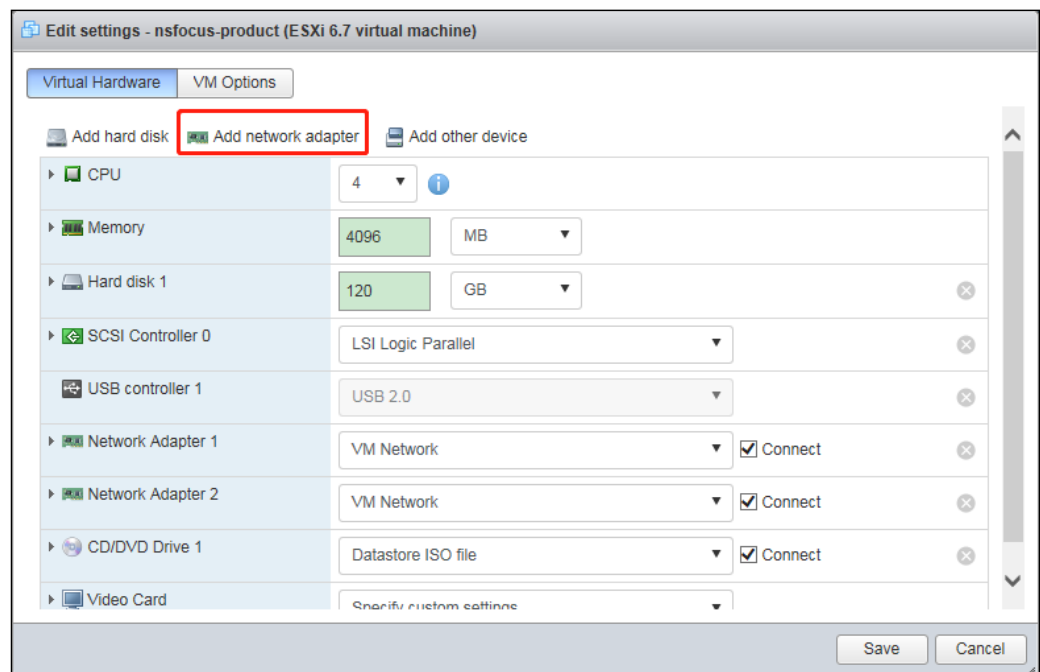 Edit settings - nsfocus-product (ESXi 6.7 virtual machine)
Virtual Hardware VM Options
Add hard disk Add network adapter Add other device
CPU 4
Memory 4096 MB
Hard disk 1 120 GB
SCSI Controller 0 LSI Logic Parallel
USB controller 1 USB 2.0
Network Adapter 1 VM Network Connect
Network Adapter 2 VM Network Connect
CD/DVD Drive 1 Datastore ISO file Connect
Video Card Specify custom settings
Save Cancel